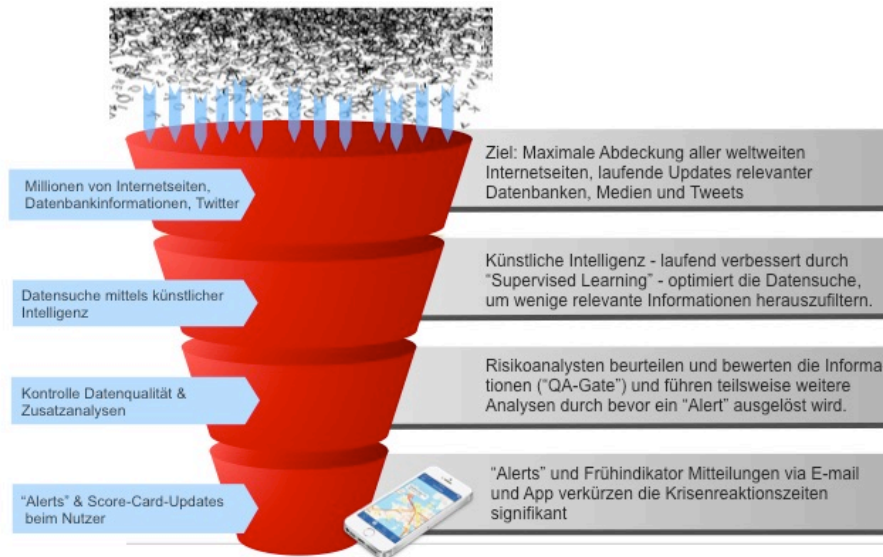 Millionen von Internetseiten,
Datenbankinformationen, Twitter
Ziel: Maximale Abdeckung aller weltweiten
Internetseiten, laufende Updates relevanter
Datenbanken, Medien und Tweets
Datensuche mittels künstlicher
Intelligenz
Künstliche Intelligenz - laufend verbessert durch
“Supervised Learning” - optimiert die Datensuche,
um wenige relevante Informationen herauszufiltern.
Kontrolle Datenqualität &
Zusatzanalysen
Risikoanalysten beurteilen und bewerten die Informa-
tionen (“QA-Gate”) und führen teilsweise weitere
Analysen durch bevor ein “Alert” ausgelöst wird.
“Alerts” & Score-Card-Updates
beim Nutzer
“Alerts” und Frühindikator Mitteilungen via E-mail
und App verkürzen die Krisenreaktionszeiten
signifikant